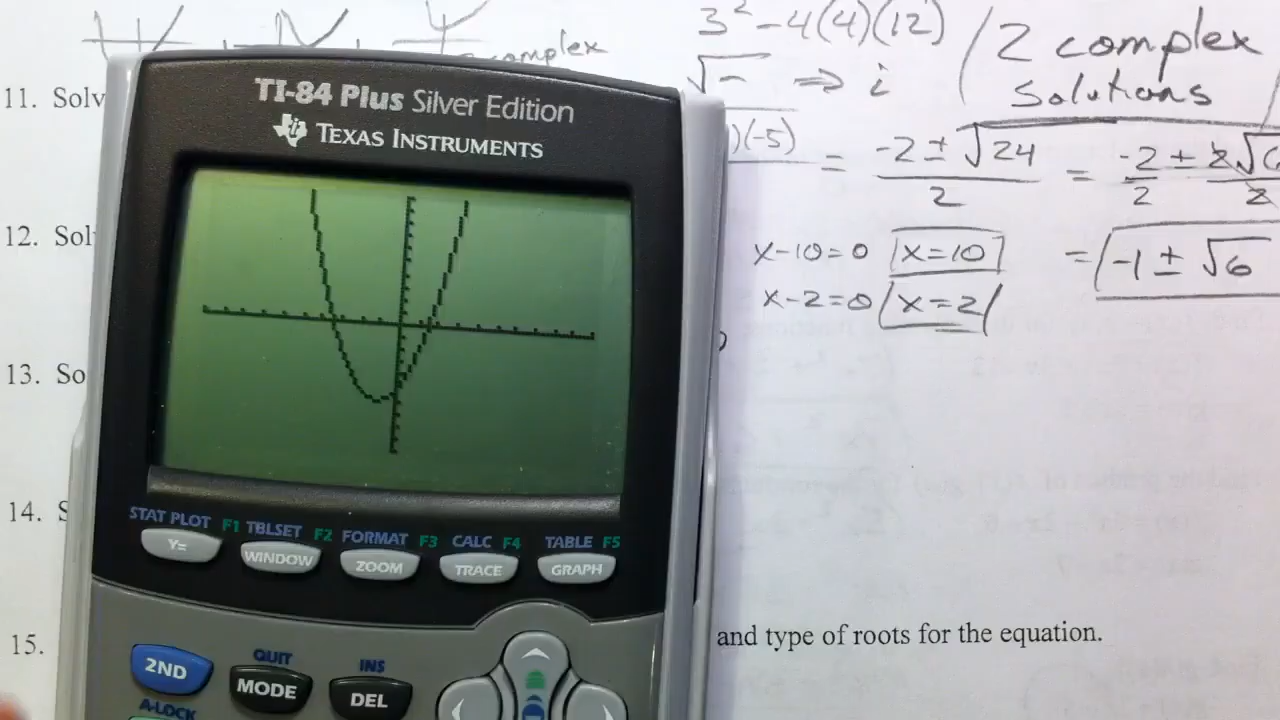 3² -4(4)(12)
2 complex
solutions
complex
√- ⇒ i
11. Solv
)(-5)
= -2 ± √24 / 2 = -2 ± 2√6 / 2
12. Sol
x-10=0 x=10
= -1 ± √6
x-2=0 x=2
13. So
14. S
15.
and type of roots for the equation.
TI-84 Plus Silver Edition
TEXAS INSTRUMENTS
STAT PLOT F1 TBLSET F2 FORMAT F3 CALC F4 TABLE F5
Y= WINDOW ZOOM TRACE GRAPH
QUIT INS
2ND MODE DEL
A-LOCK